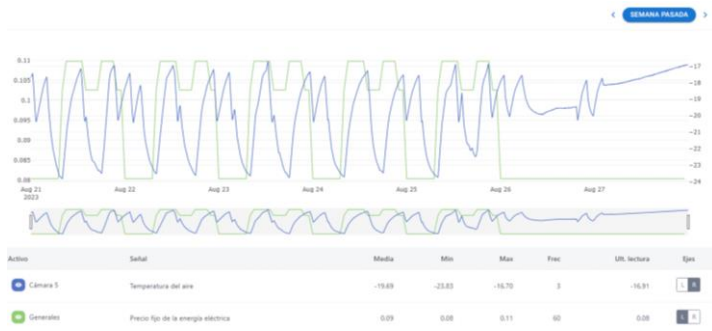 SEMANA PASADA
0.11
0.105
0.1
0.095
0.09
0.085
0.08
−17
−18
−19
−20
−21
−22
−23
−24
Aug 21
2023
Aug 22
Aug 23
Aug 24
Aug 25
Aug 26
Aug 27
Activo Señal Media Min Max Frec Ult. lectura Ejes
Cámara 5 Temperatura del aire -19.69 -23.83 -16.70 3 -16.91 L R
Generales Precio fijo de la energía eléctrica 0.09 0.08 0.11 60 0.08 L R